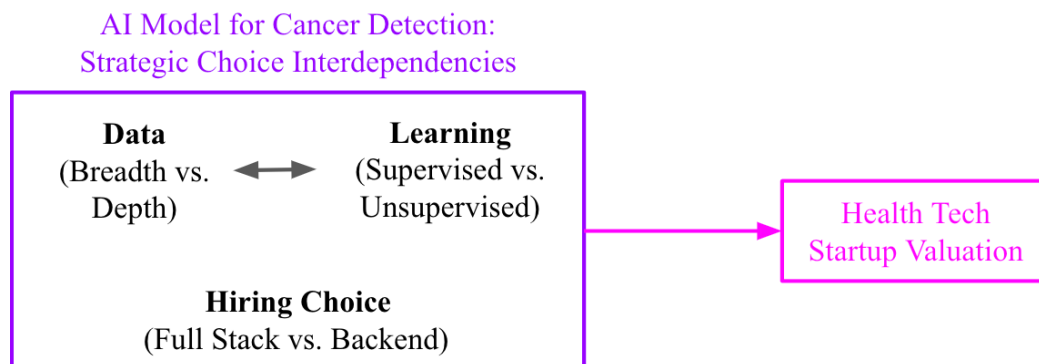 AI Model for Cancer Detection:
Strategic Choice Interdependencies
Data
(Breadth vs.
Depth)
Learning
(Supervised vs.
Unsupervised)
Hiring Choice
(Full Stack vs. Backend)
Health Tech
Startup Valuation